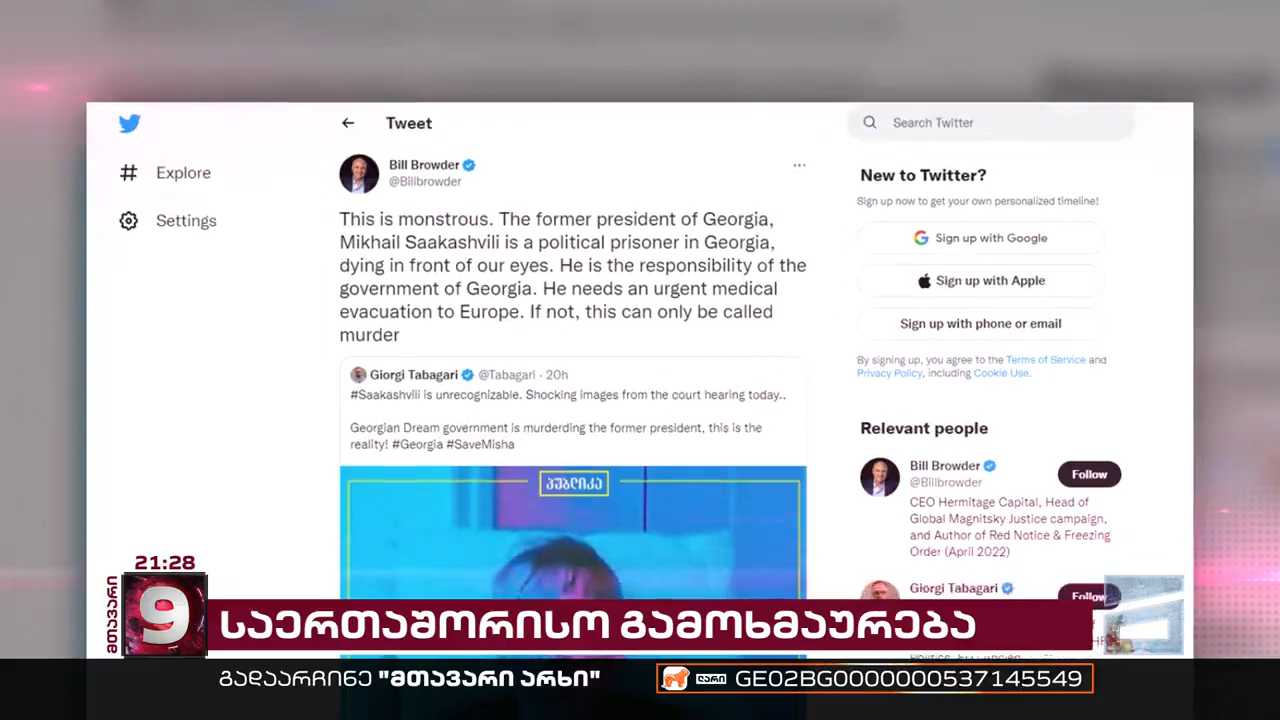 Tweet
Search Twitter
Explore
Settings
Bill Browder
@Billbrowder
This is monstrous. The former president of Georgia,
Mikhail Saakashvili is a political prisoner in Georgia,
dying in front of our eyes. He is the responsibility of the
government of Georgia. He needs an urgent medical
evacuation to Europe. If not, this can only be called
murder
Giorgi Tabagari @Tabagari · 20h
#Saakashvili is unrecognizable. Shocking images from the court hearing today..
Georgian Dream government is murderding the former president, this is the
reality! #Georgia #SaveMisha
პუბლიკა
New to Twitter?
Sign up now to get your own personalized timeline!
Sign up with Google
Sign up with Apple
Sign up with phone or email
By signing up, you agree to the Terms of Service and
Privacy Policy, including Cookie Use.
Relevant people
Bill Browder
@Billbrowder
Follow
CEO Hermitage Capital, Head of
Global Magnitsky Justice campaign,
and Author of Red Notice & Freezing
Order (April 2022)
Giorgi Tabagari
Follow
21:28
მთავარი
9
საერთაშორისო გამოხმაურება
გადაარჩინე "მთავარი არხი"
ლარი GE02BG0000000537145549